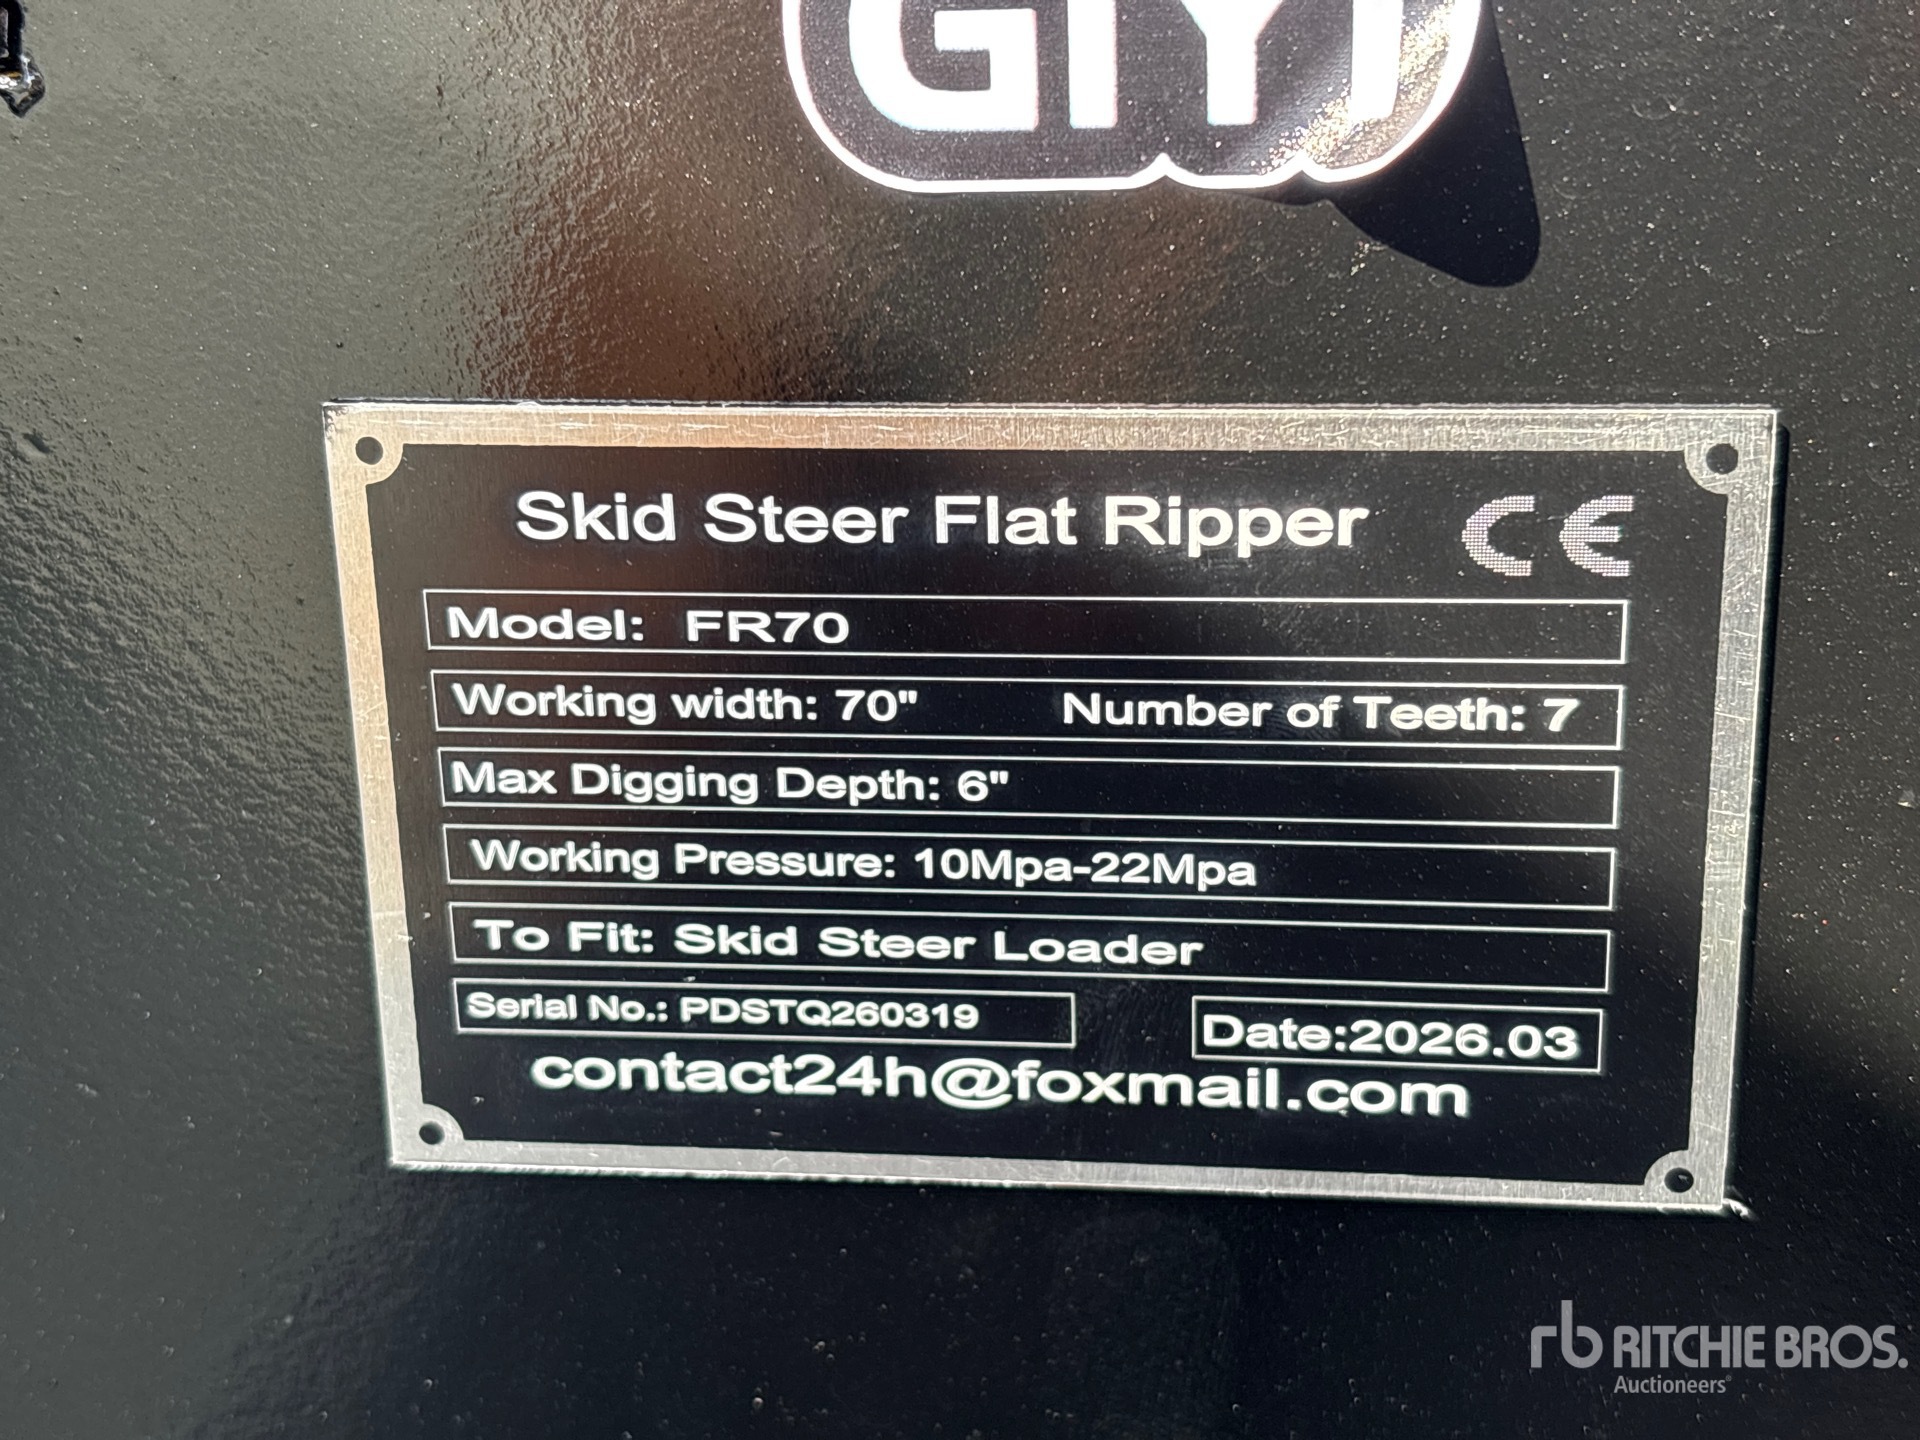 GIYI
Skid Steer Flat Ripper CE
Model: FR70
Working width: 70" Number of Teeth: 7
Max Digging Depth: 6"
Working Pressure: 10Mpa-22Mpa
To Fit: Skid Steer Loader
Serial No.: PDSTQ260319 Date:2026.03
contact24h@foxmail.com
rb RITCHIE BROS.
Auctioneers